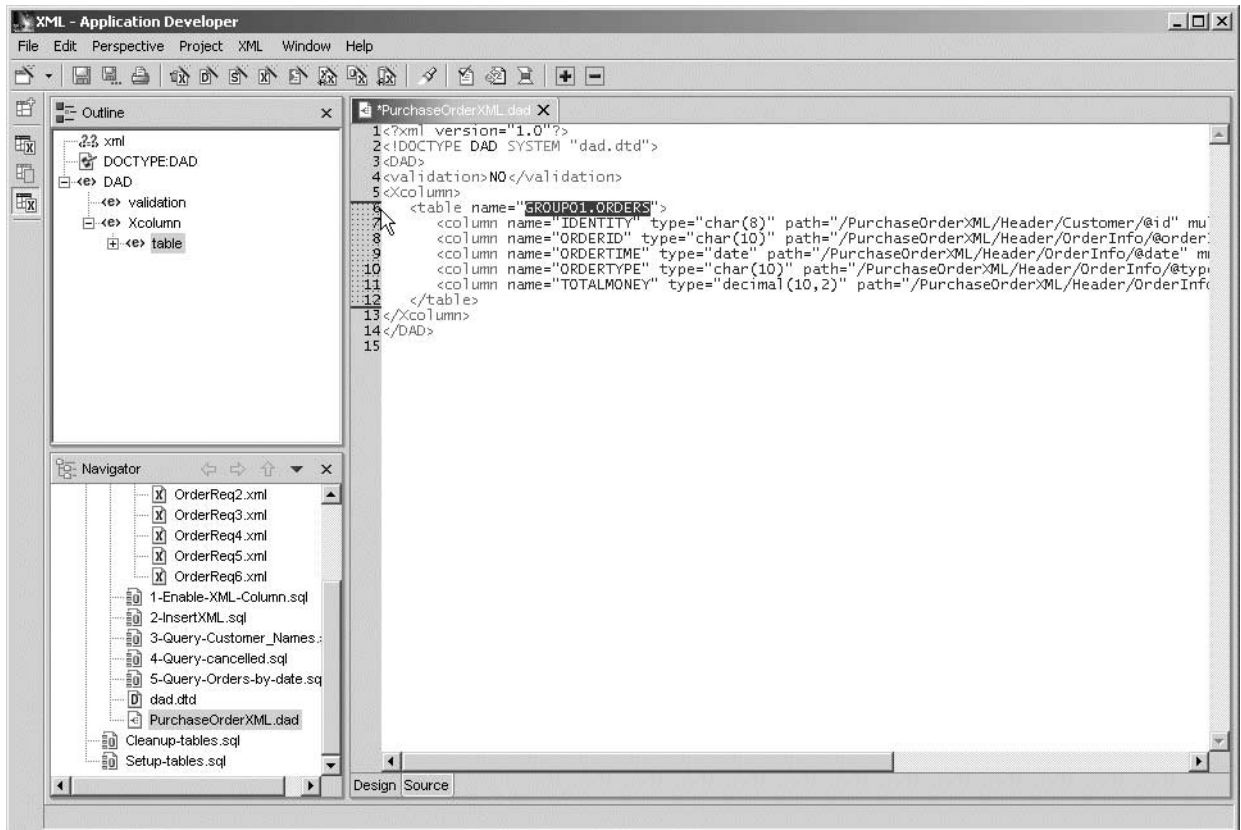 XML - Application Developer
File Edit Perspective Project XML Window Help
Outline
*PurchaseOrderXML.dad
xml
DOCTYPE:DAD
DAD
validation
Xcolumn
table
1<?xml version="1.0"?>
2<!DOCTYPE DAD SYSTEM "dad.dtd">
3<DAD>
4<validation>NO</validation>
5<Xcolumn>
6 <table name="GROUP01.ORDERS">
7 <column name="IDENTITY" type="char(8)" path="/PurchaseOrderXML/Header/Customer/@id" mu
8 <column name="ORDERID" type="char(10)" path="/PurchaseOrderXML/Header/OrderInfo/@order
9 <column name="ORDERTIME" type="date" path="/PurchaseOrderXML/Header/OrderInfo/@date" m
10 <column name="ORDERTYPE" type="char(10)" path="/PurchaseOrderXML/Header/OrderInfo/@typ
11 <column name="TOTALMONEY" type="decimal(10,2)" path="/PurchaseOrderXML/Header/OrderInf
12 </table>
13</Xcolumn>
14</DAD>
15
Navigator
OrderReq2.xml
OrderReq3.xml
OrderReq4.xml
OrderReq5.xml
OrderReq6.xml
1-Enable-XML-Column.sql
2-InsertXML.sql
3-Query-Customer_Names.
4-Query-cancelled.sql
5-Query-Orders-by-date.sq
dad.dtd
PurchaseOrderXML.dad
Cleanup-tables.sql
Setup-tables.sql
Design Source